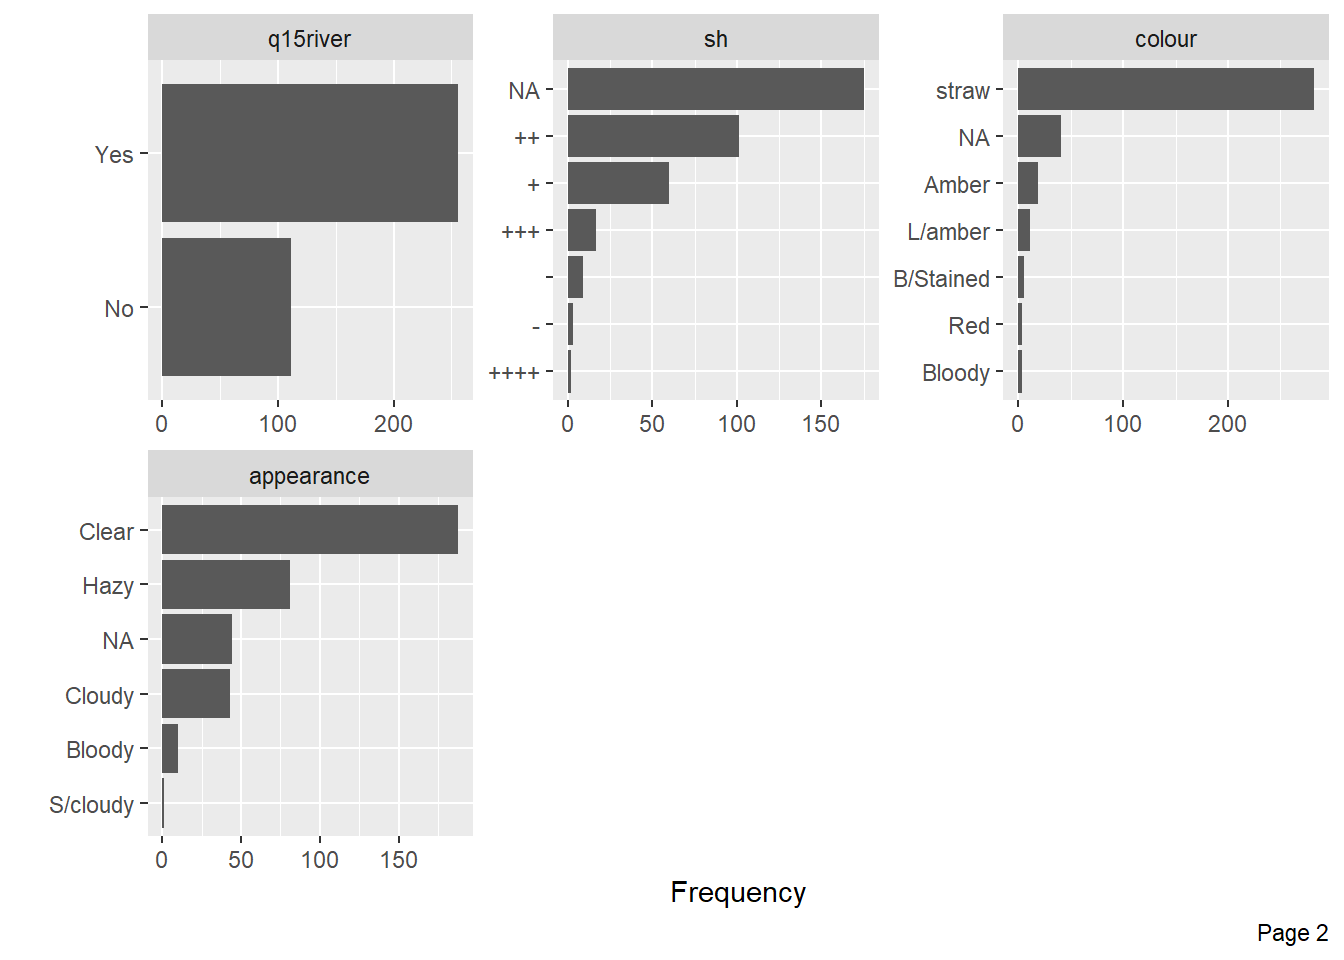 q15river
Yes
No
0 100 200
sh
NA
++
+
+++
-
++++
0 50 100 150
colour
straw
NA
Amber
L/amber
B/Stained
Red
Bloody
0 100 200
appearance
Clear
Hazy
NA
Cloudy
Bloody
S/cloudy
0 50 100 150
Frequency
Page 2